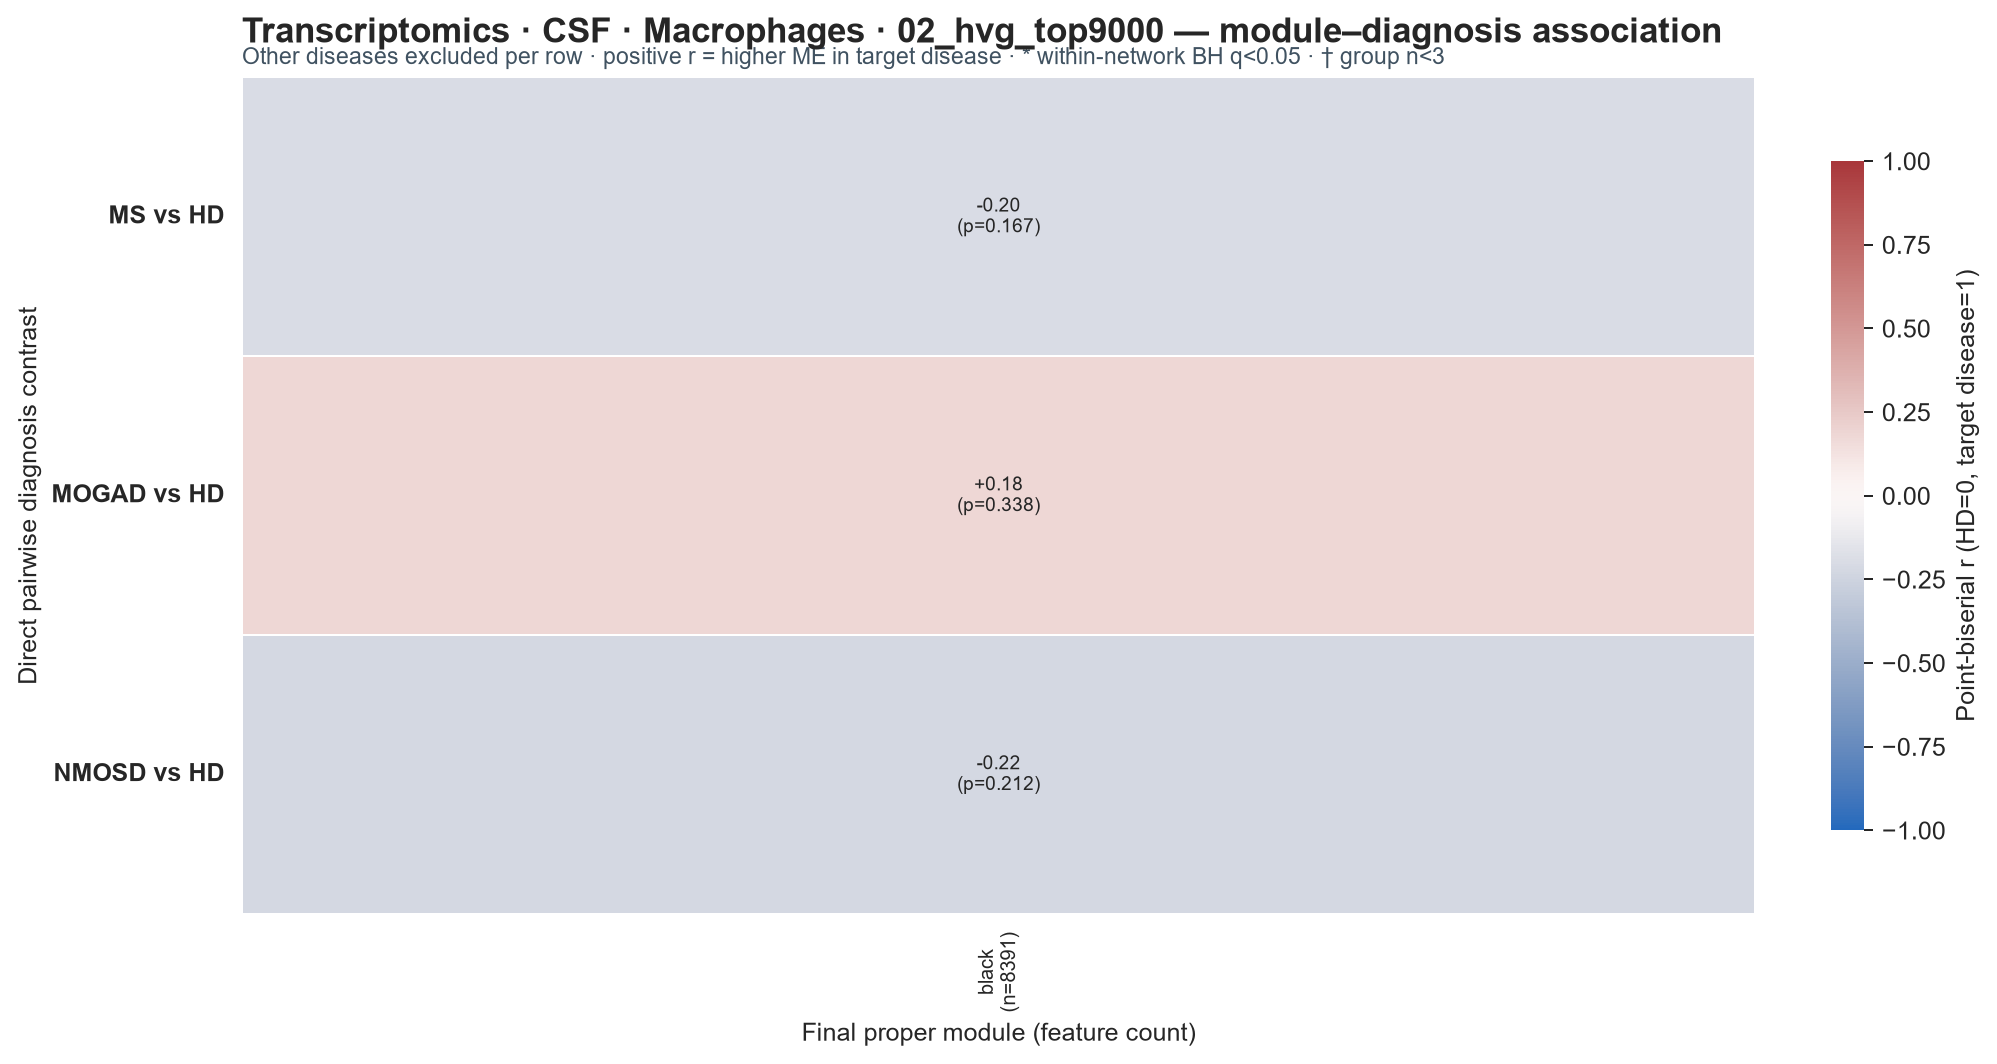 Transcriptomics · CSF · Macrophages · 02_hvg_top9000 — module–diagnosis association
Other diseases excluded per row · positive r = higher ME in target disease · * within-network BH q<0.05 · † group n<3
Direct pairwise diagnosis contrast
MS vs HD
-0.20
(p=0.167)
MOGAD vs HD
+0.18
(p=0.338)
NMOSD vs HD
-0.22
(p=0.212)
black
(n=8391)
Final proper module (feature count)
1.00
0.75
0.50
0.25
0.00
−0.25
−0.50
−0.75
−1.00
Point-biserial r (HD=0, target disease=1)